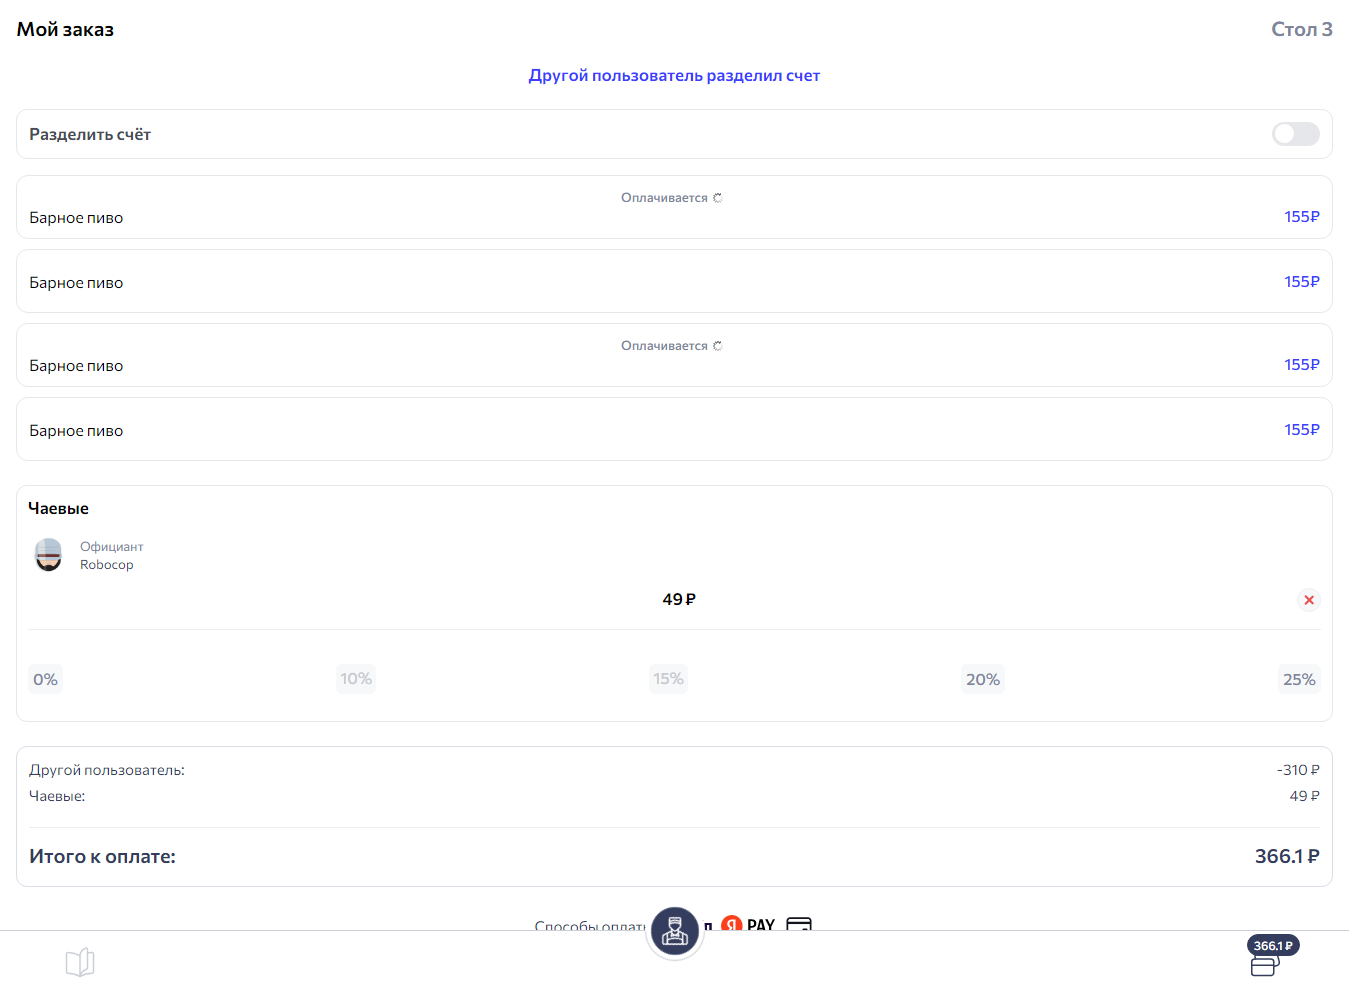 Мой заказ
Стол 3
Другой пользователь разделил счет
Разделить счёт
Оплачивается
Барное пиво 155₽
Барное пиво 155₽
Оплачивается
Барное пиво 155₽
Барное пиво 155₽
Чаевые
Официант
Robocop
49 ₽
0% 10% 15% 20% 25%
Другой пользователь: -310 ₽
Чаевые: 49 ₽
Итого к оплате: 366.1 ₽
Способы Я PAY
366.1 ₽